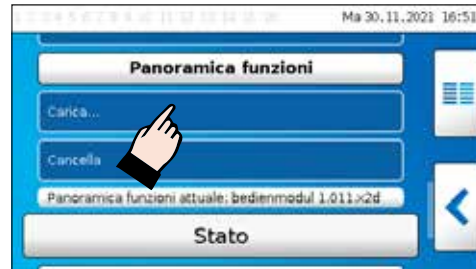 Ma 30.11.2021 16:51
Panoramica funzioni
Carica...
Cancella
Panoramica funzioni attuale: bedienmodul 1.011.x2d
Stato